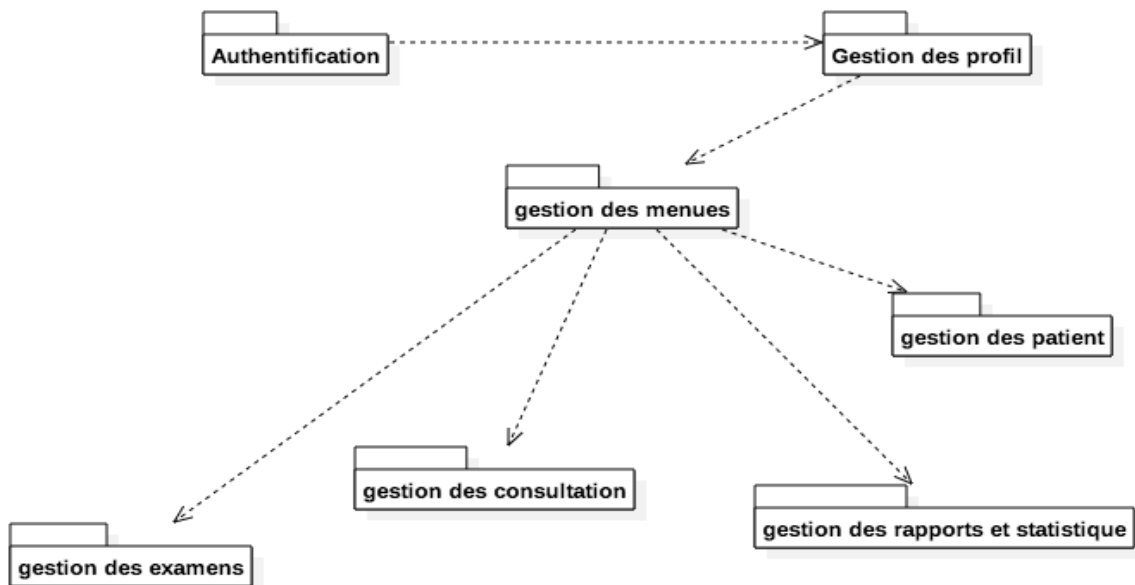 Authentification
Gestion des profil
gestion des menues
gestion des patient
gestion des consultation
gestion des rapports et statistique
gestion des examens